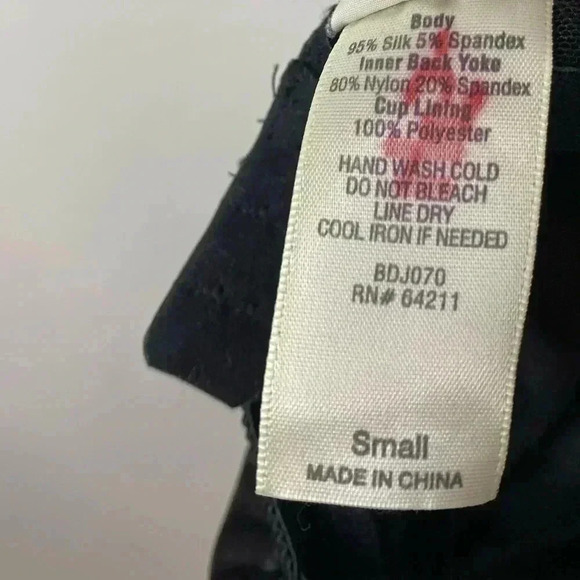 Body
95% Silk 5% Spandex
Inner Back Yoke
80% Nylon 20% Spandex
Cup Lining
100% Polyester
HAND WASH COLD
DO NOT BLEACH
LINE DRY
COOL IRON IF NEEDED
BDJ070
RN# 64211
Small
MADE IN CHINA